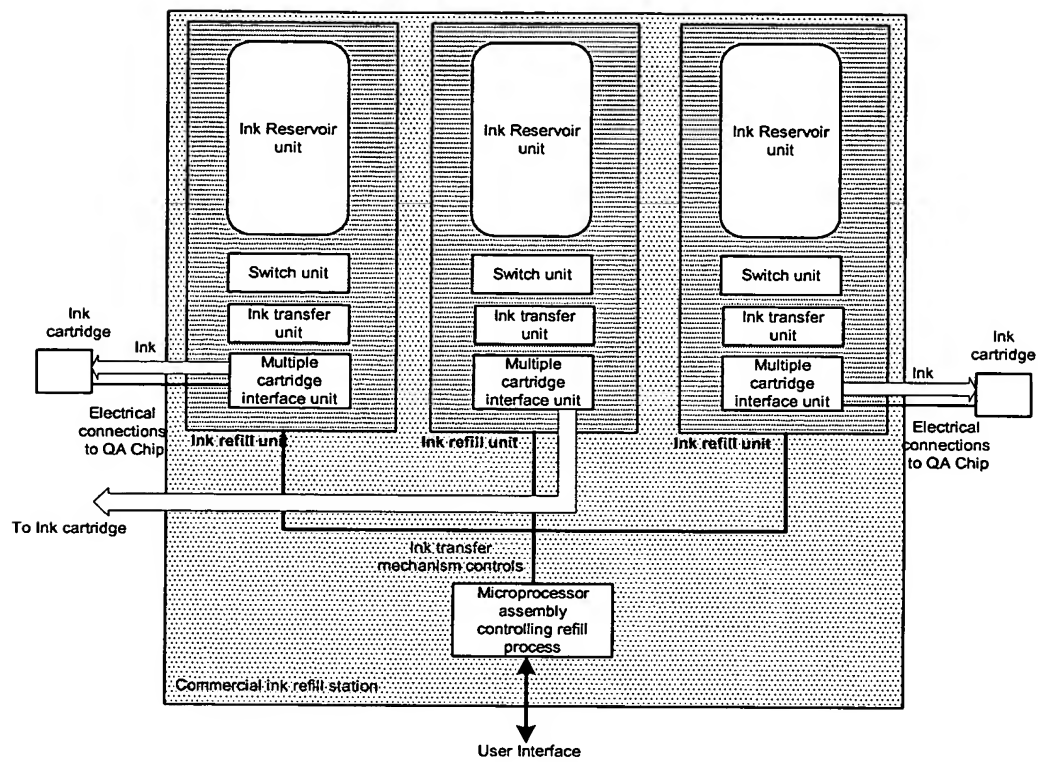 Ink Reservoir
unit
Ink Reservoir
unit
Ink Reservoir
unit
Switch unit
Switch unit
Switch unit
Ink transfer
unit
Ink transfer
unit
Ink transfer
unit
Ink
cartridge
Ink
Multiple
cartridge
interface unit
Multiple
cartridge
interface unit
Multiple
cartridge
interface unit
Ink
Ink
cartridge
Electrical
connections
to QA Chip
Ink refill unit
Ink refill unit
Ink refill unit
Electrical
connections
to QA Chip
To Ink cartridge
Ink transfer
mechanism controls
Microprocessor
assembly
controlling refill
process
Commercial ink refill station
User Interface